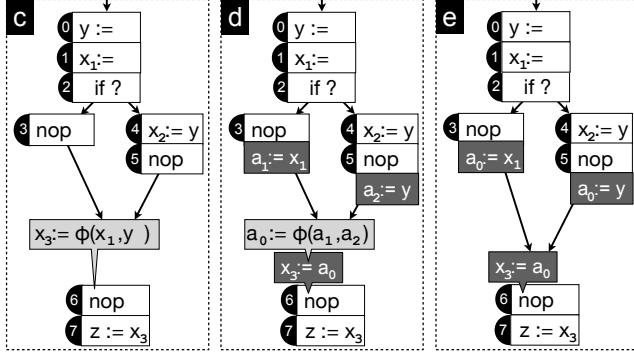 c
0 y :=
1 x₁:=
2 if ?
3 nop
4 x₂:= y
5 nop
x₃:= ϕ(x₁,y )
6 nop
7 z := x₃
d
0 y :=
1 x₁:=
2 if ?
3 nop
a₁:= x₁
4 x₂:= y
5 nop
a₂:= y
a₀:= ϕ(a₁,a₂)
x₃:= a₀
6 nop
7 z := x₃
e
0 y :=
1 x₁:=
2 if ?
3 nop
a₀:= x₁
4 x₂:= y
5 nop
a₀:= y
x₃:= a₀
6 nop
7 z := x₃